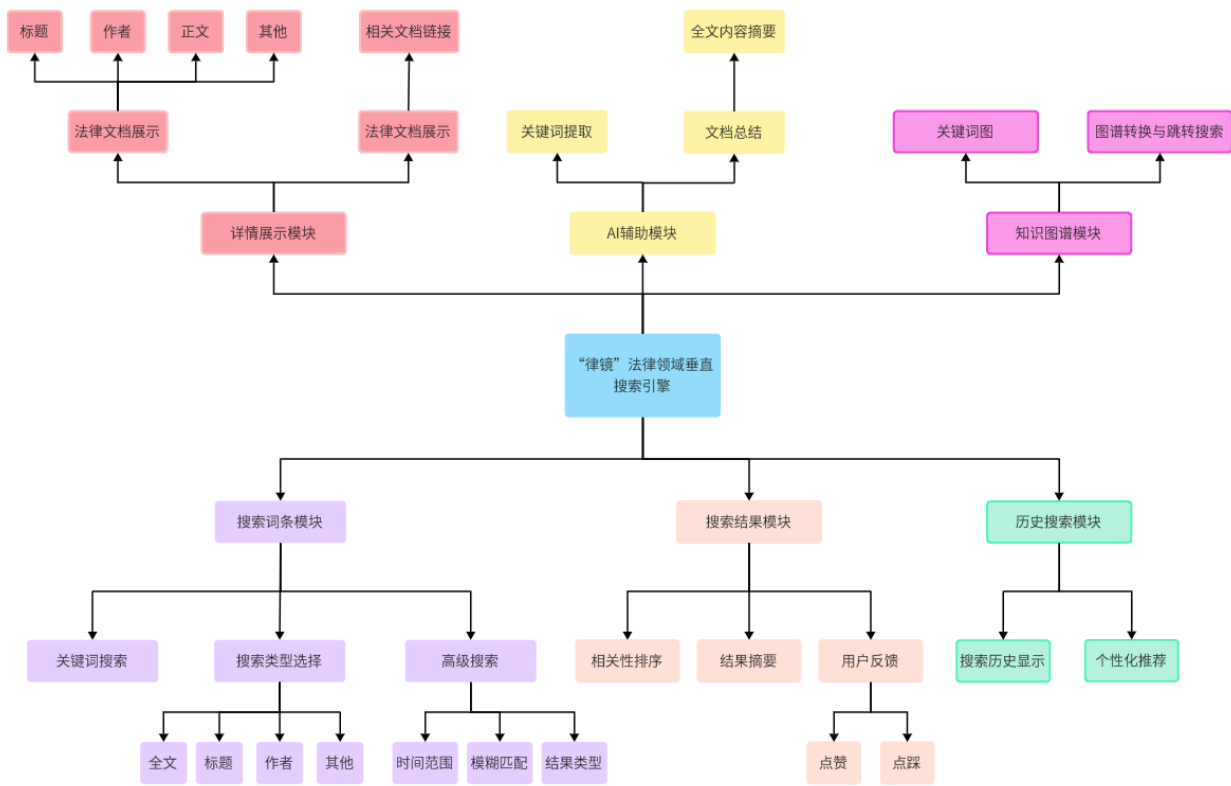 标题
作者
正文
其他
相关文档链接
全文内容摘要
法律文档展示
法律文档展示
关键词提取
文档总结
关键词图
图谱转换与跳转搜索
详情展示模块
AI辅助模块
知识图谱模块
“律镜”法律领域垂直
搜索引擎
搜索词条模块
搜索结果模块
历史搜索模块
关键词搜索
搜索类型选择
高级搜索
相关性排序
结果摘要
用户反馈
搜索历史显示
个性化推荐
全文
标题
作者
其他
时间范围
模糊匹配
结果类型
点赞
点踩